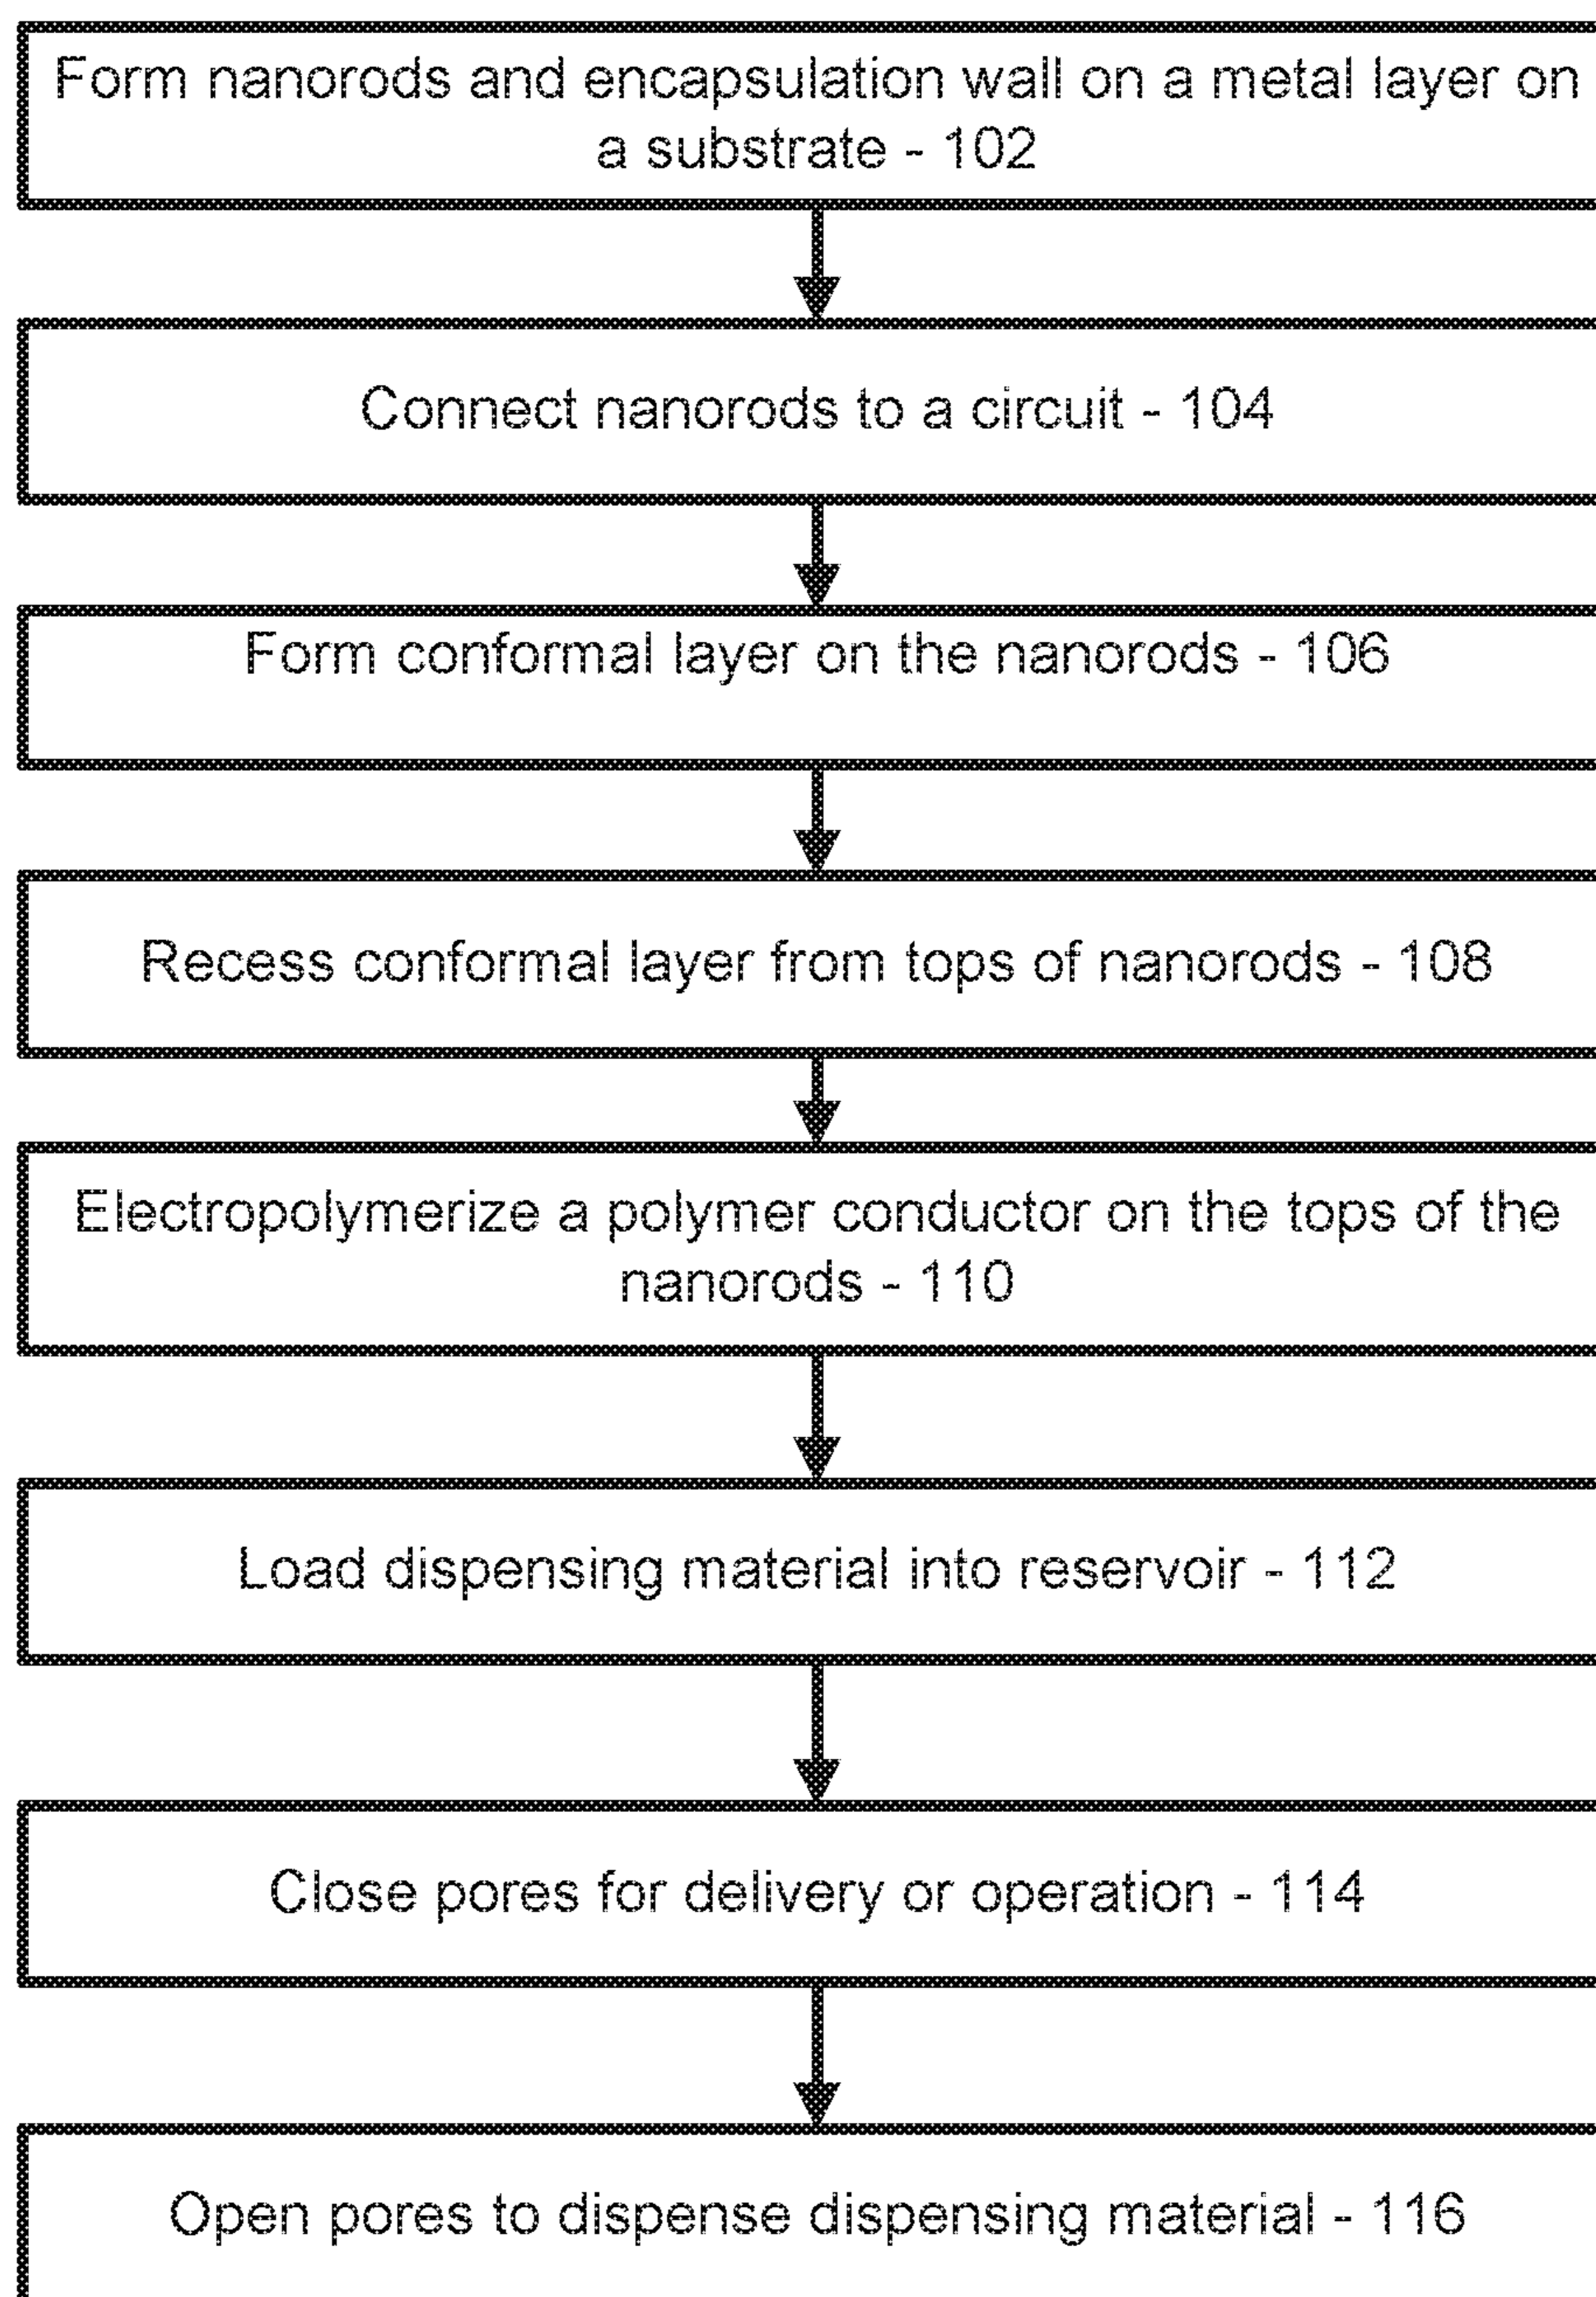 Form nanorods and encapsulation wall on a metal layer on
a substrate - 102
Connect nanorods to a circuit - 104
Form conformal layer on the nanorods - 106
Recess conformal layer from tops of nanorods - 108
Electropolymerize a polymer conductor on the tops of the
nanorods - 110
Load dispensing material into reservoir - 112
Close pores for delivery or operation - 114
Open pores to dispense dispensing material - 116